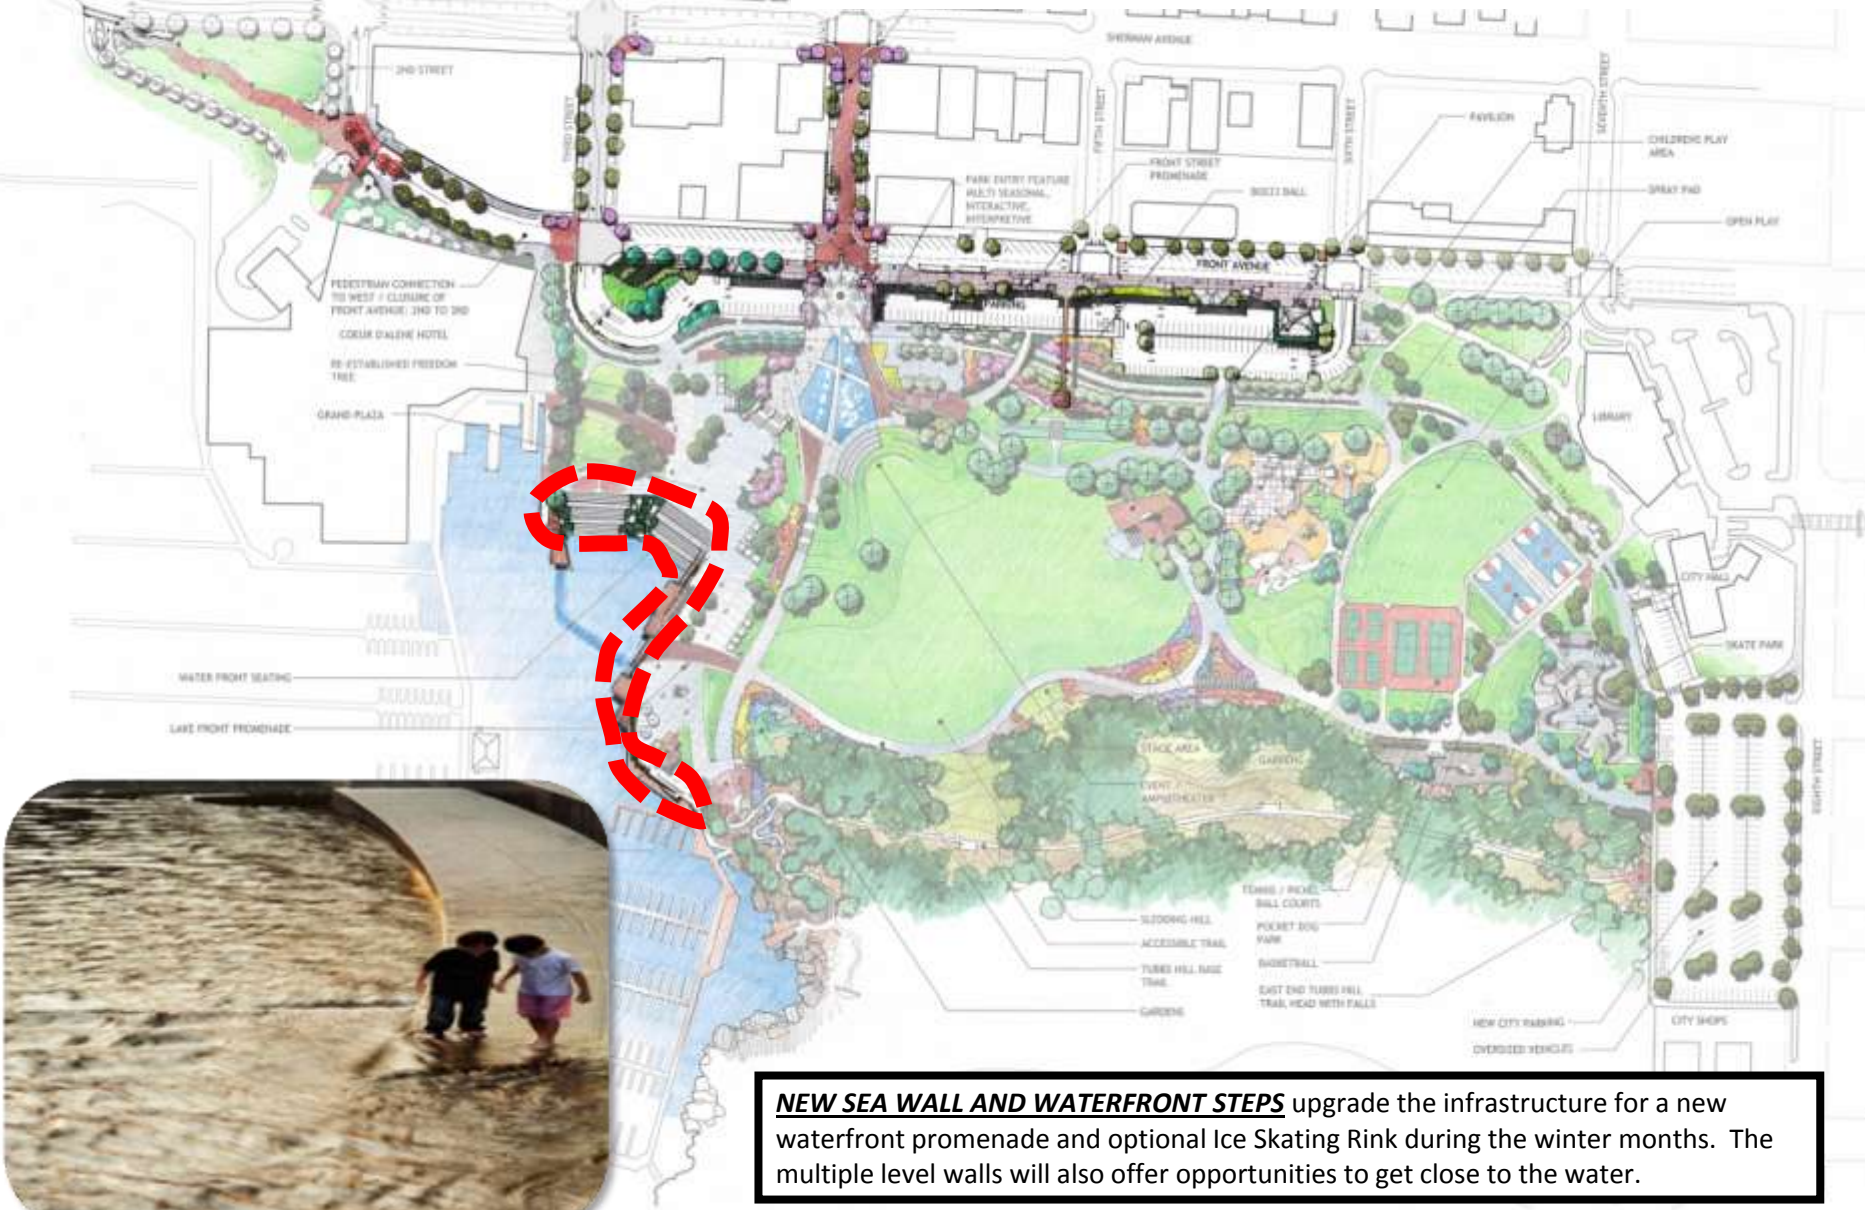 SHERMAN AVENUE
2ND STREET
THIRD STREET
FIFTH STREET
SIXTH STREET
SEVENTH STREET
PAVILION
CHILDRENS PLAY
AREA
SPRAY PAD
OPEN PLAY
FRONT STREET
PROMENADE
BOCCI BALL
PARK ENTRY FEATURE
MULTI SEASONAL,
INTERACTIVE,
INTERPRETIVE
FRONT AVENUE
PARKING
PEDESTRIAN CONNECTION
TO WEST / CLOSURE OF
FRONT AVENUE: 2ND TO 3RD
COEUR D'ALENE HOTEL
RE-ESTABLISHED FREEDOM
TREE
GRAND PLAZA
LIBRARY
CITY HALL
SKATE PARK
WATER FRONT SEATING
LAKE FRONT PROMENADE
STAGE AREA
GARDENS
EVENT /
AMPHITHEATER
EIGHTH STREET
TENNIS / PICKEL
BALL COURTS
POCKET DOG
PARK
BASKETBALL
EAST END TUBBS HILL
TRAIL HEAD WITH FALLS
SLEDDING HILL
ACCESSIBLE TRAIL
TUBBS HILL BASE
TRAIL
GARDENS
NEW CITY PARKING
OVERSIZED VEHICLES
CITY SHOPS
NEW SEA WALL AND WATERFRONT STEPS upgrade the infrastructure for a new
waterfront promenade and optional Ice Skating Rink during the winter months. The
multiple level walls will also offer opportunities to get close to the water.